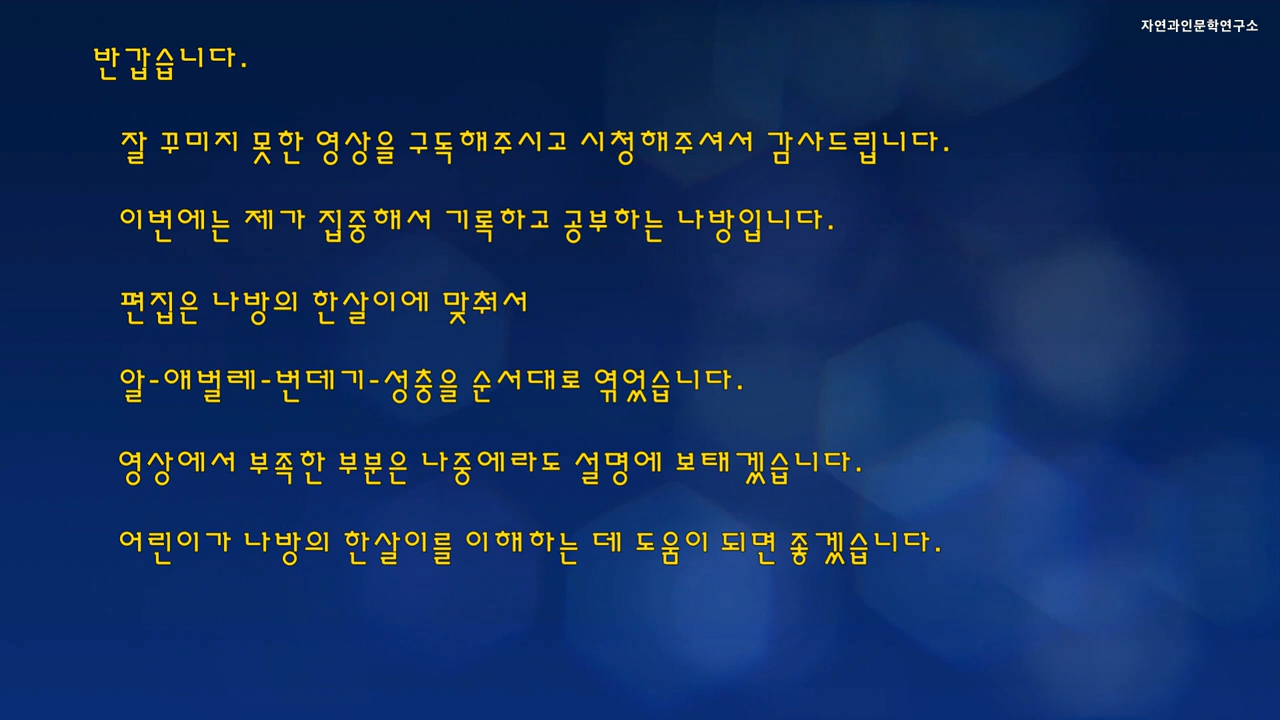 자연과인문학연구소
반갑습니다.
잘 꾸미지 못한 영상을 구독해주시고 시청해주셔서 감사드립니다.
이번에는 제가 집중해서 기록하고 공부하는 나방입니다.
편집은 나방의 한살이에 맞춰서
알-애벌레-번데기-성충을 순서대로 엮었습니다.
영상에서 부족한 부분은 나중에라도 설명에 보태겠습니다.
어린이가 나방의 한살이를 이해하는 데 도움이 되면 좋겠습니다.